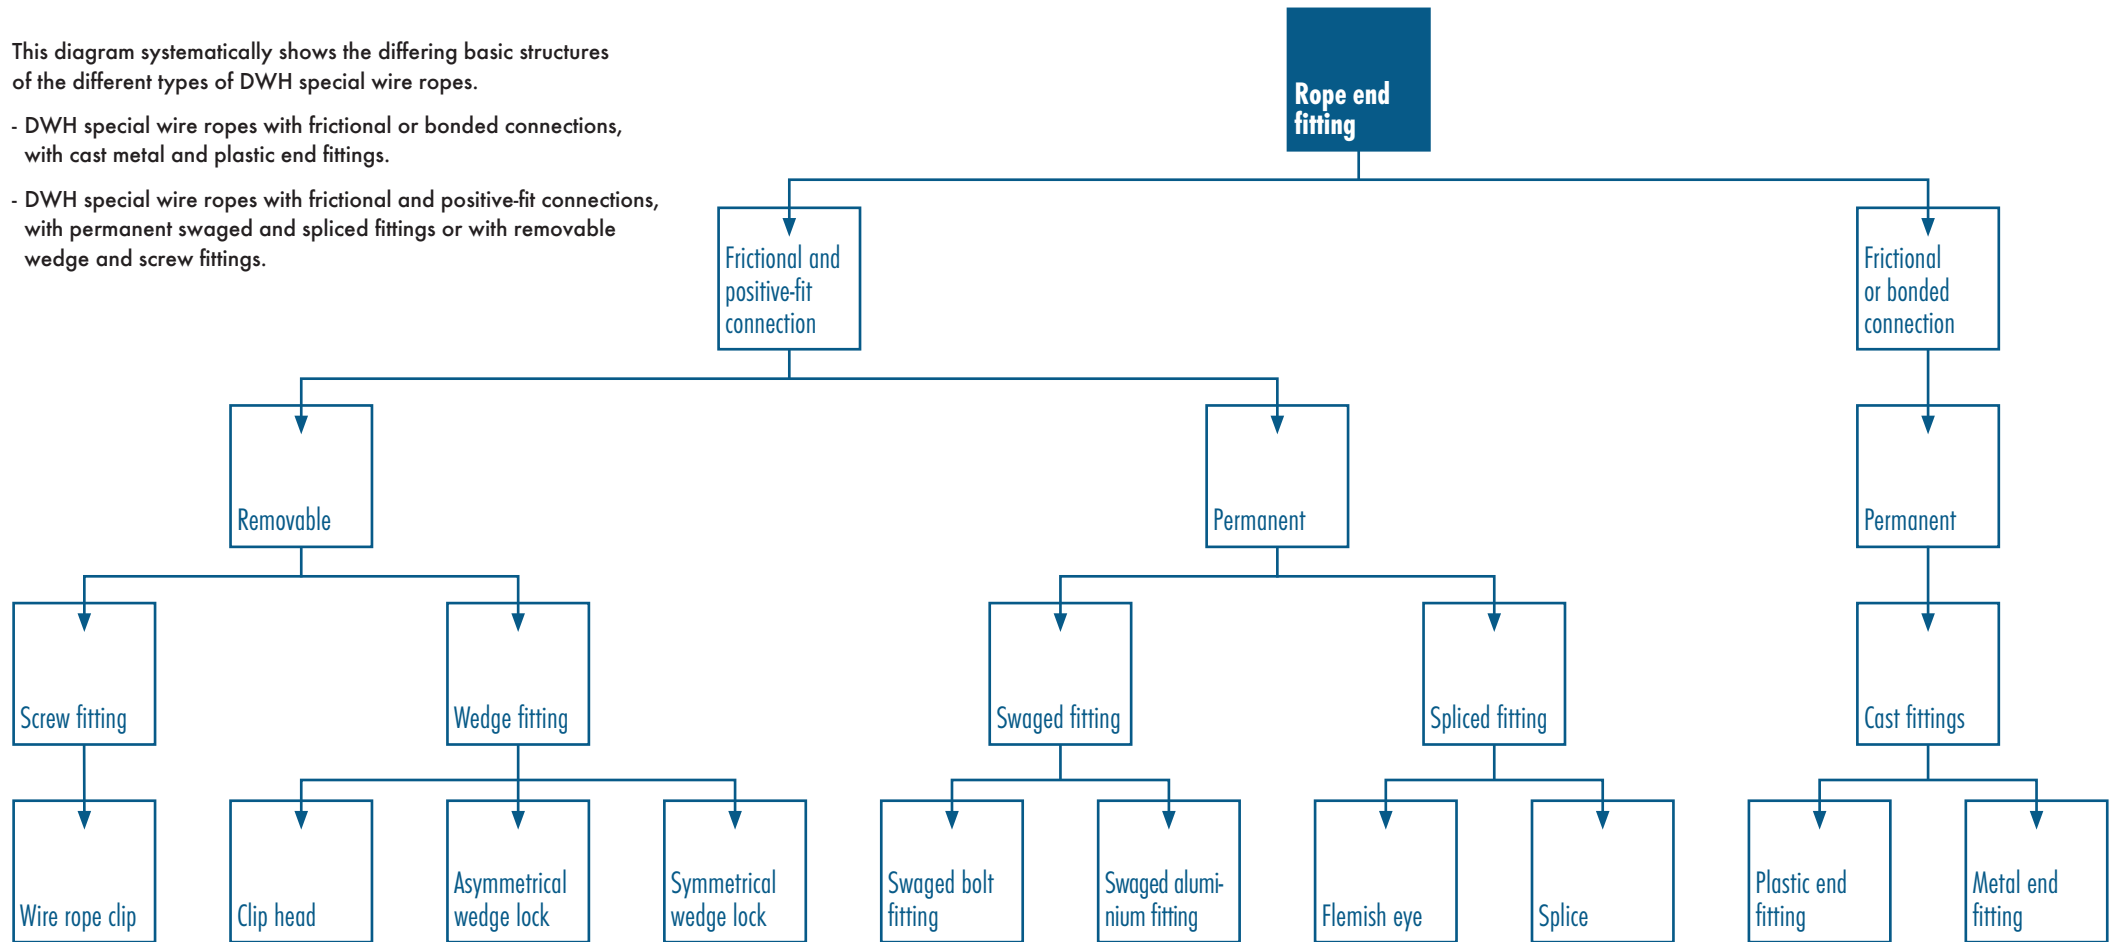 This diagram systematically shows the differing basic structures
of the different types of DWH special wire ropes.
- DWH special wire ropes with frictional or bonded connections,
with cast metal and plastic end fittings.
- DWH special wire ropes with frictional and positive-fit connections,
with permanent swaged and spliced fittings or with removable
wedge and screw fittings.
Rope end
fitting
Frictional and
positive-fit
connection
Frictional
or bonded
connection
Removable
Permanent
Permanent
Screw fitting
Wedge fitting
Swaged fitting
Spliced fitting
Cast fittings
Wire rope clip
Clip head
Asymmetrical
wedge lock
Symmetrical
wedge lock
Swaged bolt
fitting
Swaged alumi-
nium fitting
Flemish eye
Splice
Plastic end
fitting
Metal end
fitting